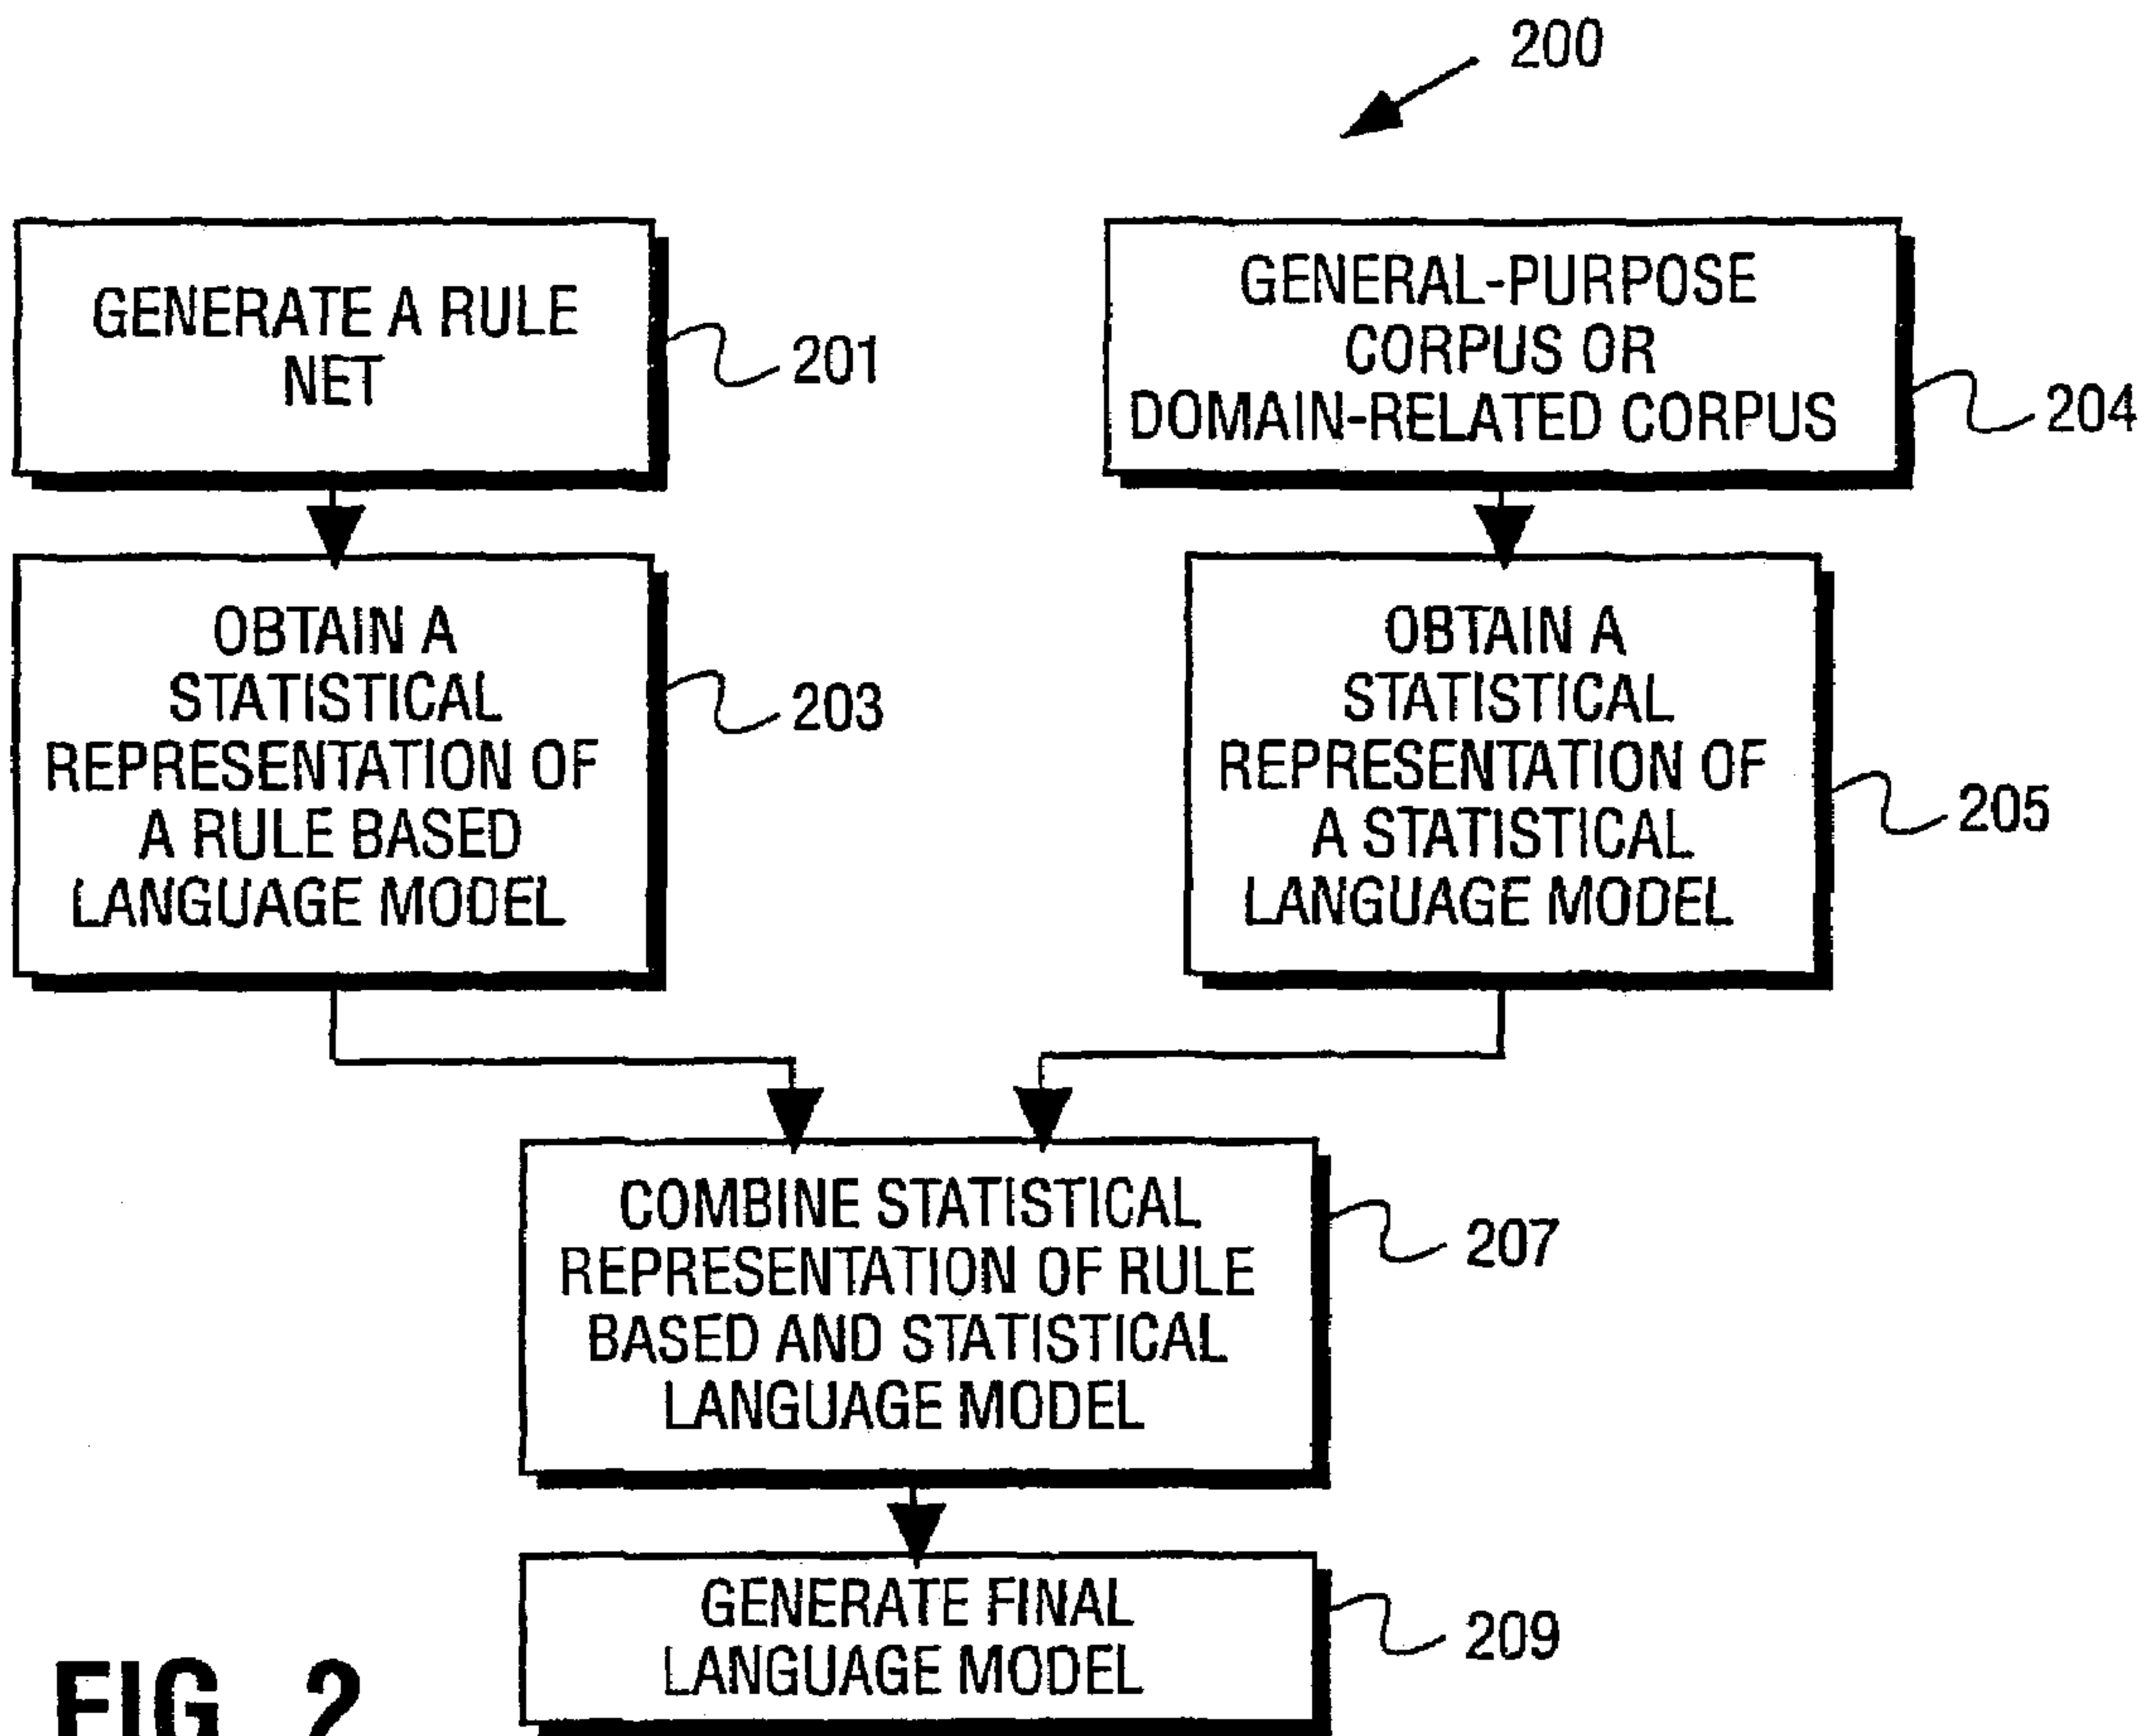 200
GENERATE A RULE
NET
201
GENERAL-PURPOSE
CORPUS OR
DOMAIN-RELATED CORPUS
204
OBTAIN A
STATISTICAL
REPRESENTATION OF
A RULE BASED
LANGUAGE MODEL
203
OBTAIN A
STATISTICAL
REPRESENTATION OF
A STATISTICAL
LANGUAGE MODEL
205
COMBINE STATISTICAL
REPRESENTATION OF RULE
BASED AND STATISTICAL
LANGUAGE MODEL
207
GENERATE FINAL
LANGUAGE MODEL
209
FIG 2